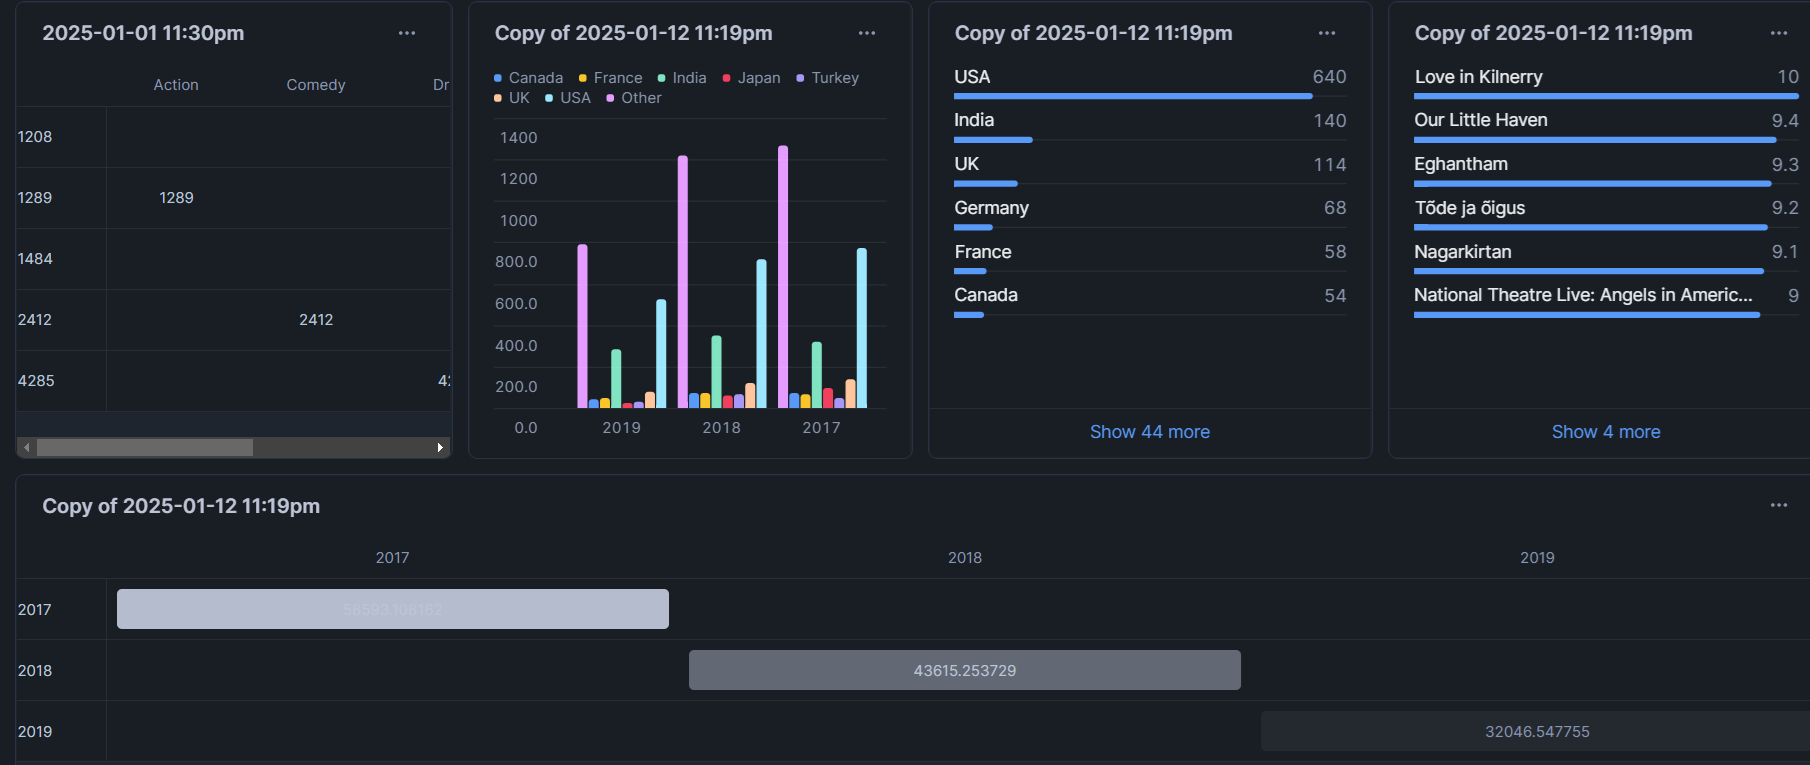 2025-01-01 11:30pm
Action Comedy Dr
1208
1289 1289
1484
2412 2412
4285
Copy of 2025-01-12 11:19pm
Canada France India Japan Turkey
UK USA Other
1400
1200
1000
800.0
600.0
400.0
200.0
0.0
2019 2018 2017
Copy of 2025-01-12 11:19pm
USA 640
India 140
UK 114
Germany 68
France 58
Canada 54
Show 44 more
Copy of 2025-01-12 11:19pm
Love in Kilnerry 10
Our Little Haven 9.4
Eghantham 9.3
Tõde ja õigus 9.2
Nagarkirtan 9.1
National Theatre Live: Angels in Americ... 9
Show 4 more
Copy of 2025-01-12 11:19pm
2017 2018 2019
2017
2018 43615.253729
2019 32046.547755